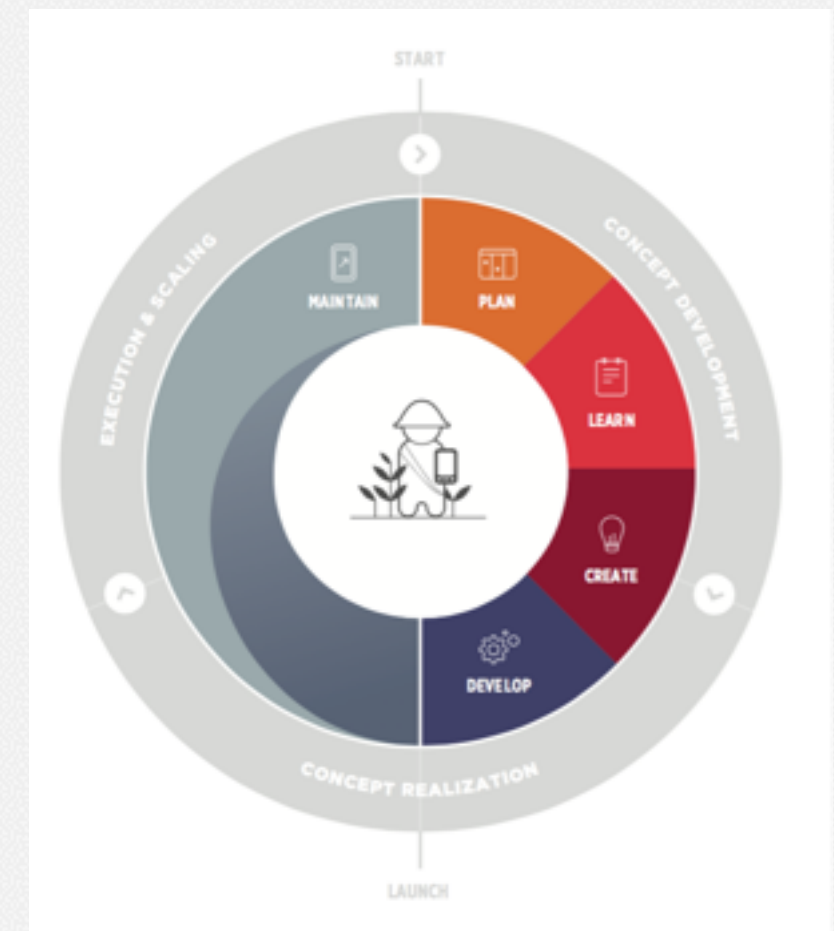 START
CONCEPT DEVELOPMENT
EXECUTION & SCALING
MAINTAIN
PLAN
LEARN
CREATE
DEVELOP
CONCEPT REALIZATION
LAUNCH